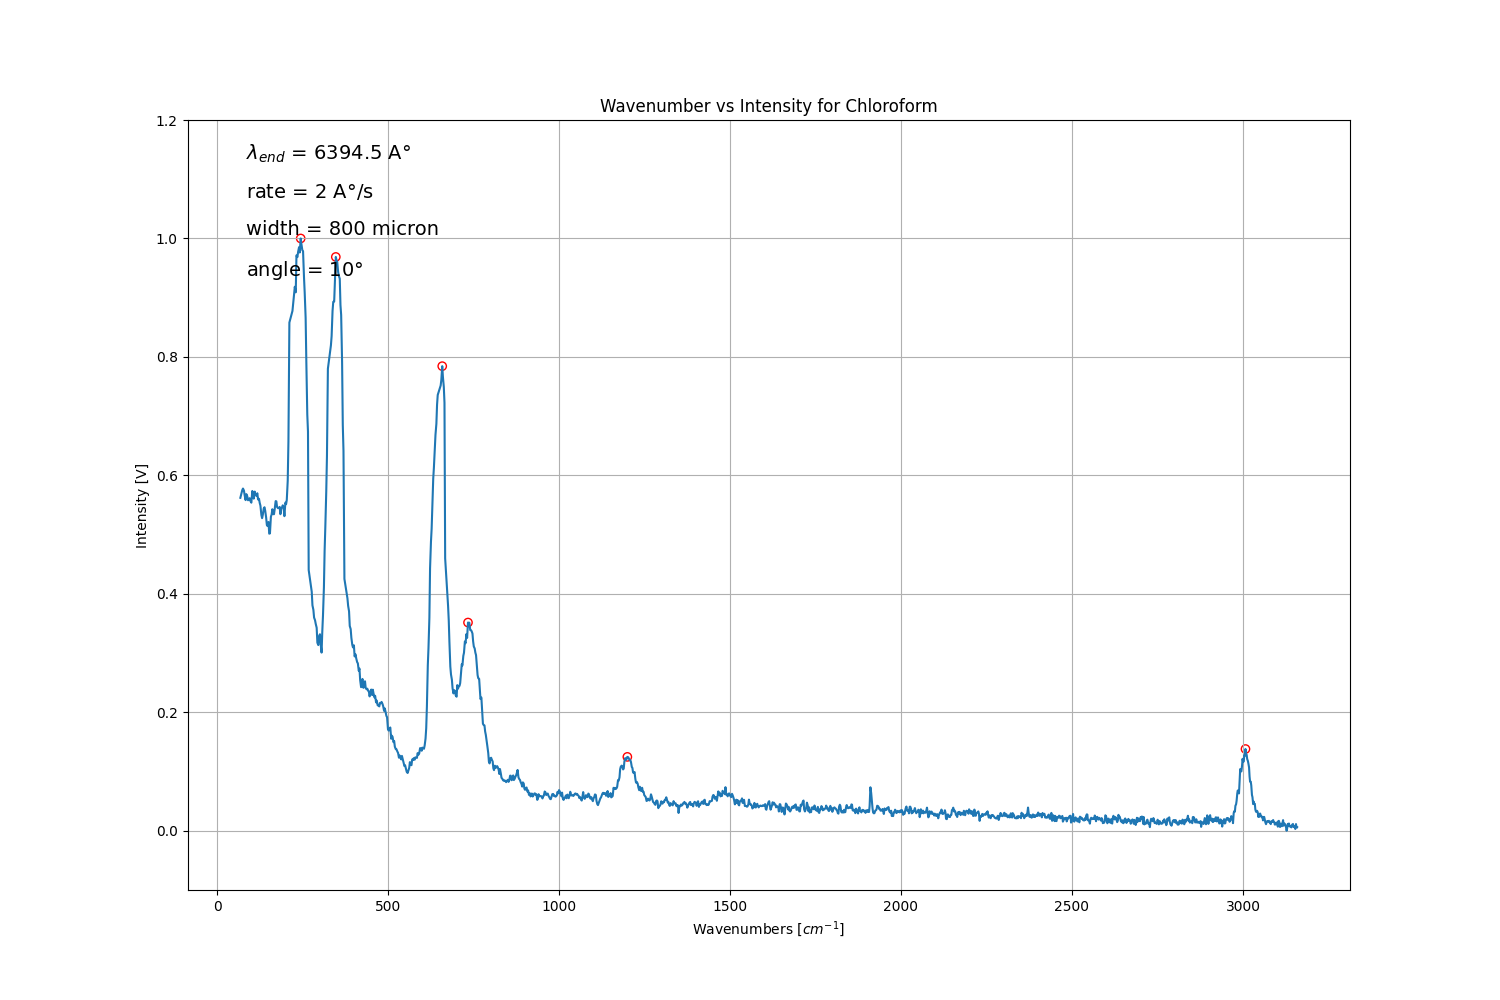 Wavenumber vs Intensity for Chloroform
λend = 6394.5 A°
rate = 2 A°/s
width = 800 micron
angle = 10°
Intensity [V]
1.2
1.0
0.8
0.6
0.4
0.2
0.0
0 500 1000 1500 2000 2500 3000
Wavenumbers [cm−1]